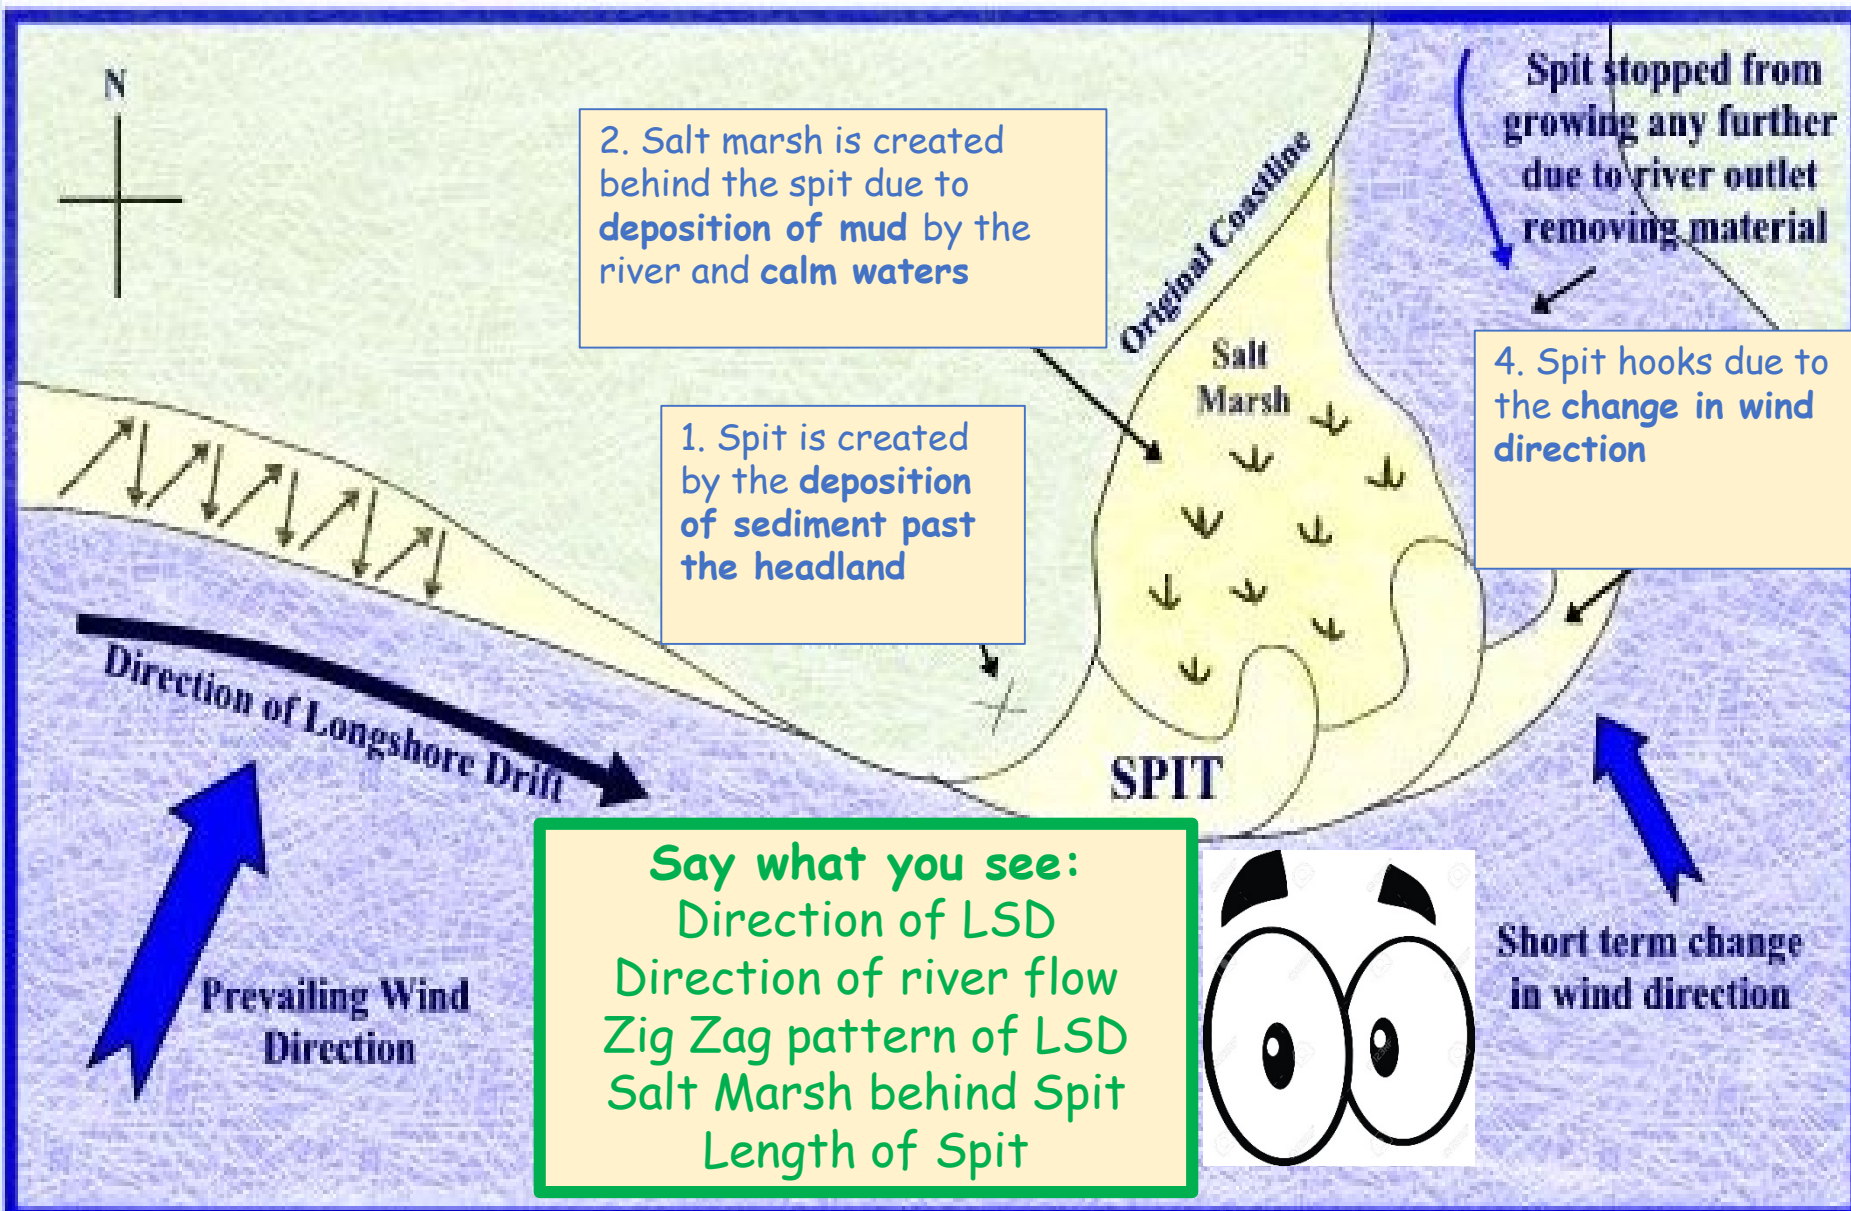 N
2. Salt marsh is created
behind the spit due to
deposition of mud by the
river and calm waters
Original Coastline
Spit stopped from
growing any further
due to river outlet
removing material
Salt
Marsh
4. Spit hooks due to
the change in wind
direction
1. Spit is created
by the deposition
of sediment past
the headland
Direction of Longshore Drift
SPIT
Prevailing Wind
Direction
Say what you see:
Direction of LSD
Direction of river flow
Zig Zag pattern of LSD
Salt Marsh behind Spit
Length of Spit
Short term change
in wind direction